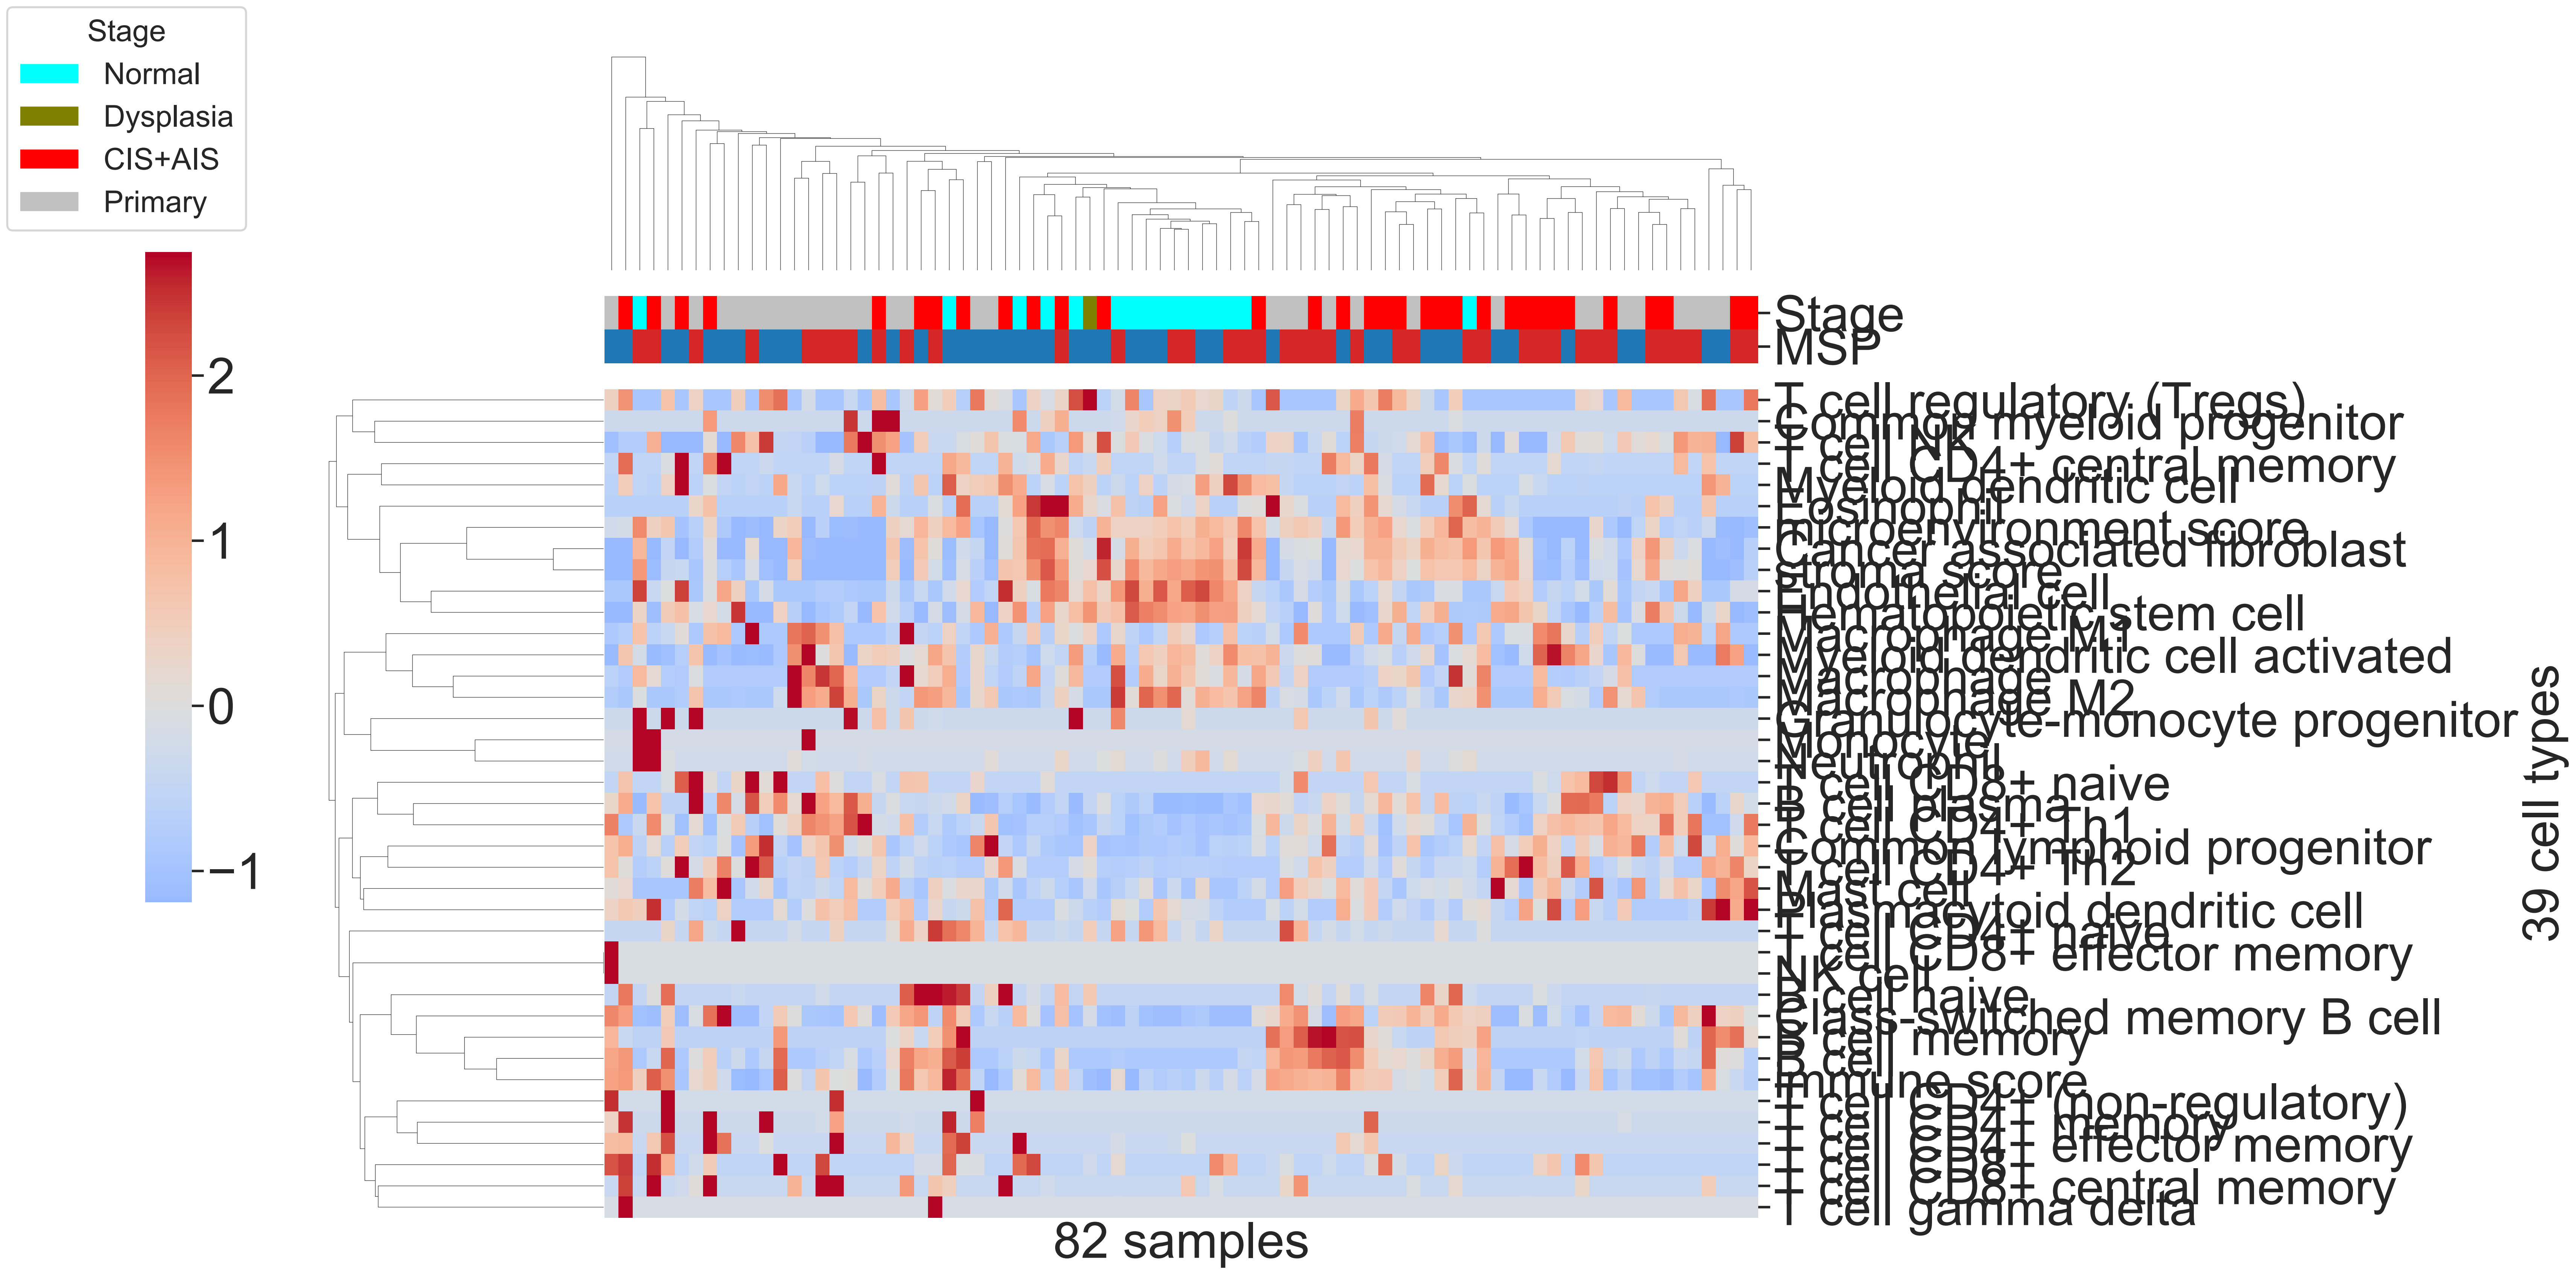 Stage
Normal
Dysplasia
CIS+AIS
Primary
2
1
0
−1
Stage
MSP
T cell regulatory (Tregs)
Common myeloid progenitor
T cell NK
T cell CD4+ central memory
Myeloid dendritic cell
Eosinophil
microenvironment score
Cancer associated fibroblast
stroma score
Endothelial cell
Hematopoietic stem cell
Macrophage M1
Myeloid dendritic cell activated
Macrophage
Macrophage M2
Granulocyte-monocyte progenitor
Monocyte
Neutrophil
T cell CD8+ naive
B cell plasma
T cell CD4+ Th1
Common lymphoid progenitor
T cell CD4+ Th2
Mast cell
Plasmacytoid dendritic cell
T cell CD4+ naive
T cell CD8+ effector memory
NK cell
B cell naive
Class-switched memory B cell
B cell memory
B cell
immune score
T cell CD4+ (non-regulatory)
T cell CD4+ memory
T cell CD4+ effector memory
T cell CD8+
T cell CD8+ central memory
T cell gamma delta
39 cell types
82 samples